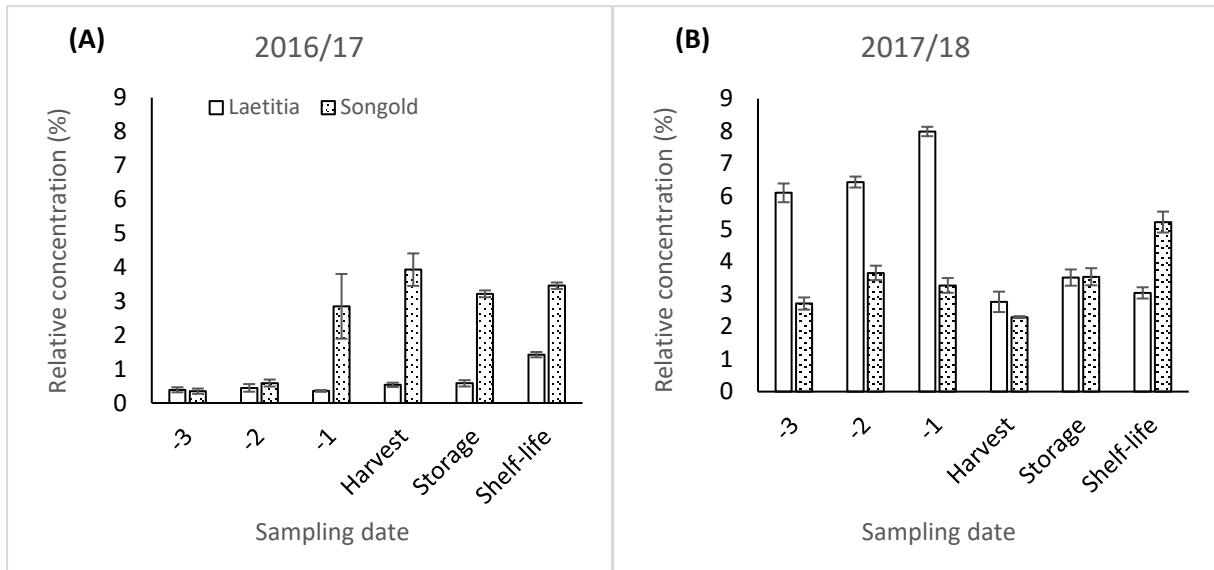 (A)
2016/17
Relative concentration (%)
9
8
7
6
5
4
3
2
1
0
Laetitia Songold
-3 -2 -1 Harvest Storage Shelf-life
Sampling date
(B)
2017/18
Relative concentration (%)
9
8
7
6
5
4
3
2
1
0
-3 -2 -1 Harvest Storage Shelf-life
Sampling date